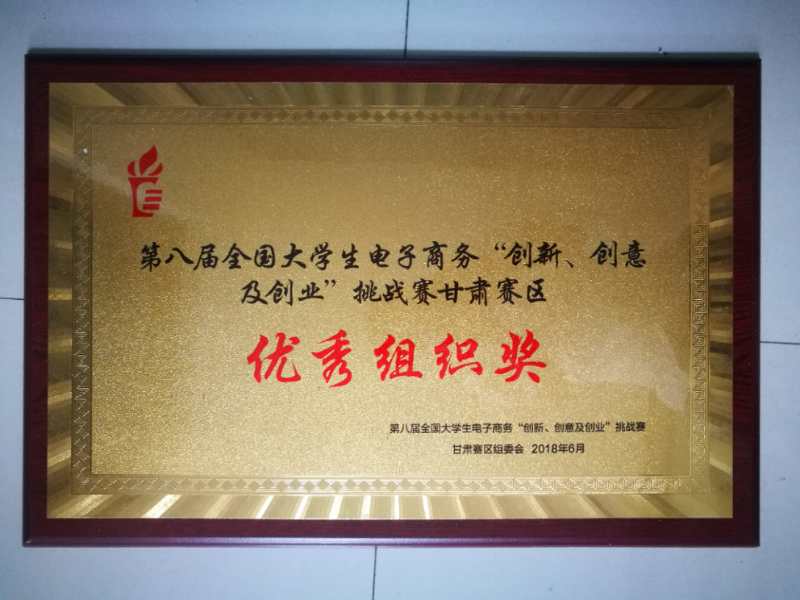 第八届全国大学生电子商务“创新、创意
及创业”挑战赛甘肃赛区
优秀组织奖
第八届全国大学生电子商务“创新、创意及创业”挑战赛
甘肃赛区组委会 2018年6月